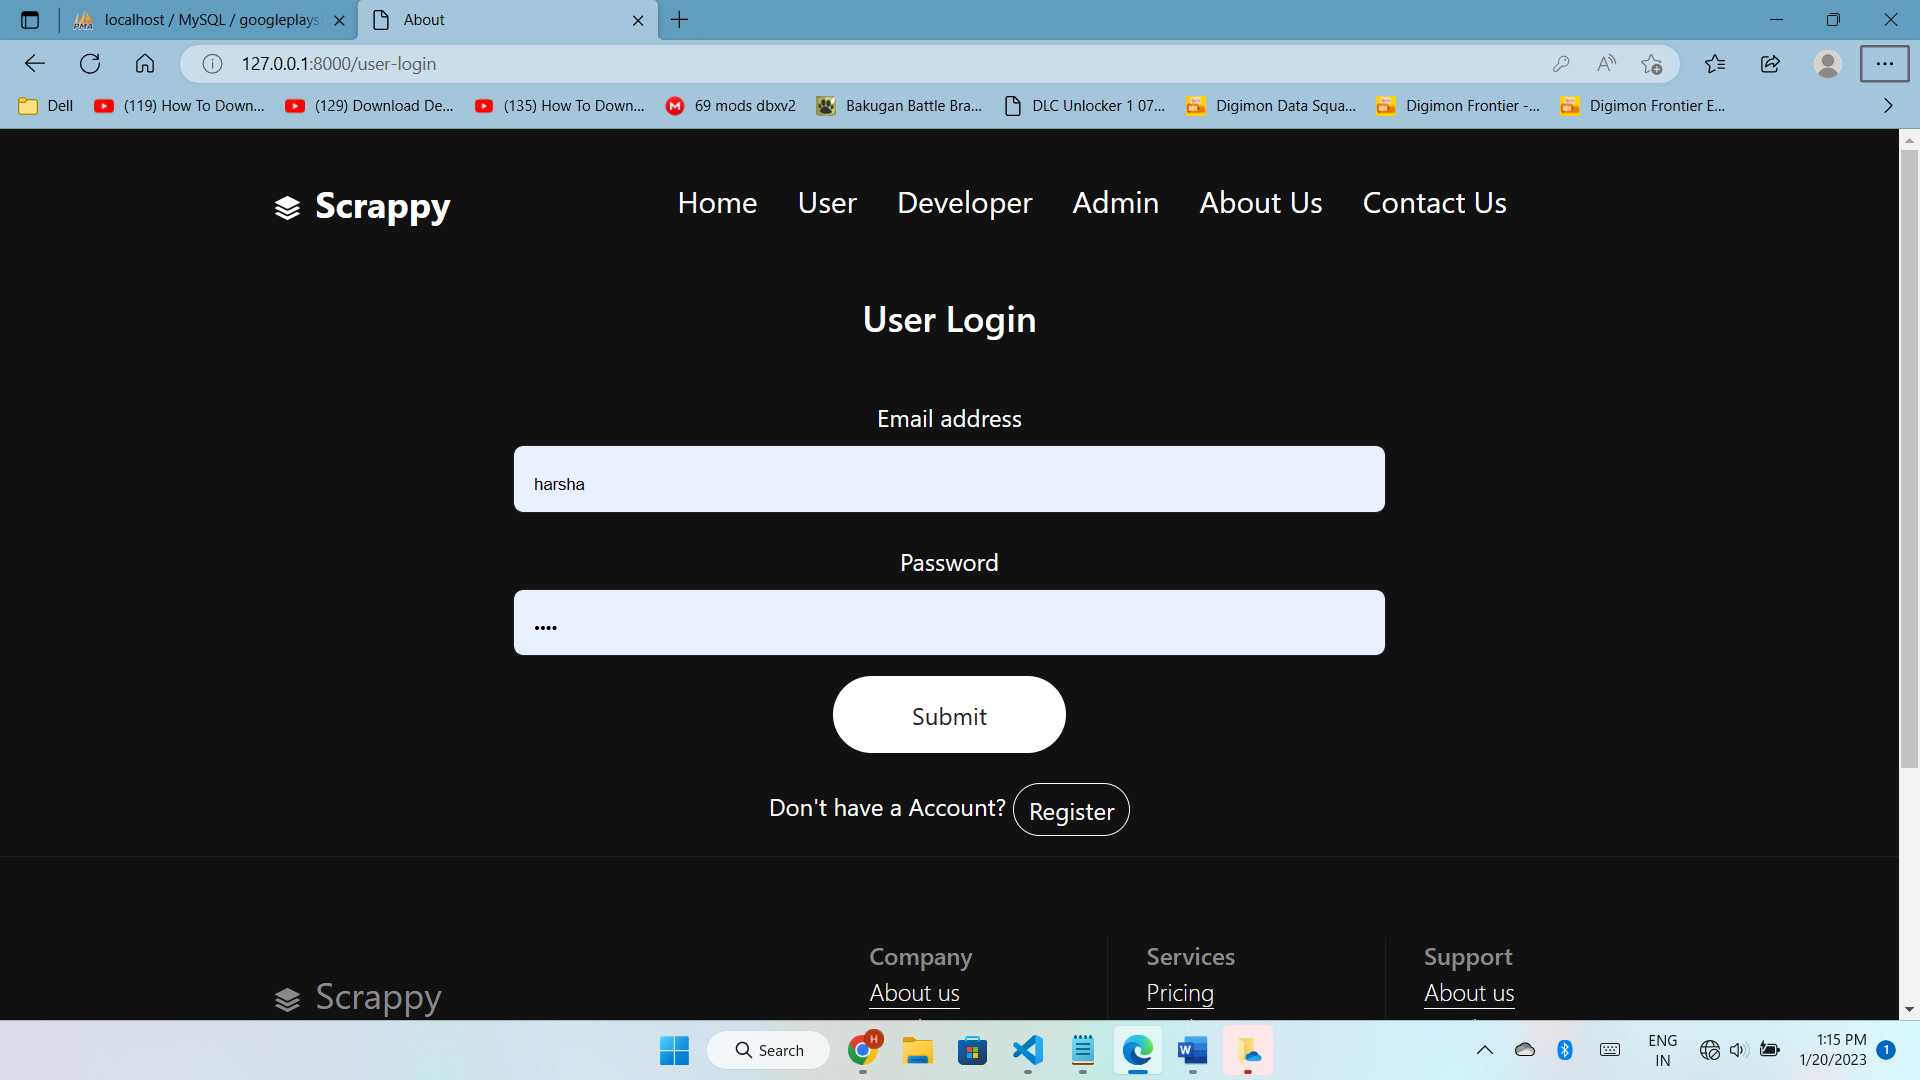 localhost / MySQL / googleplays
About
127.0.0.1:8000/user-login
Dell
(119) How To Down...
(129) Download De...
(135) How To Down...
69 mods dbxv2
Bakugan Battle Bra...
DLC Unlocker 1 07...
Digimon Data Squa...
Digimon Frontier -...
Digimon Frontier E...
Scrappy
Home
User
Developer
Admin
About Us
Contact Us
User Login
Email address
harsha
Password
••••
Submit
Don't have a Account?
Register
Scrappy
Company
About us
Services
Pricing
Support
About us
Search
H
ENG
IN
1:15 PM
1/20/2023
1